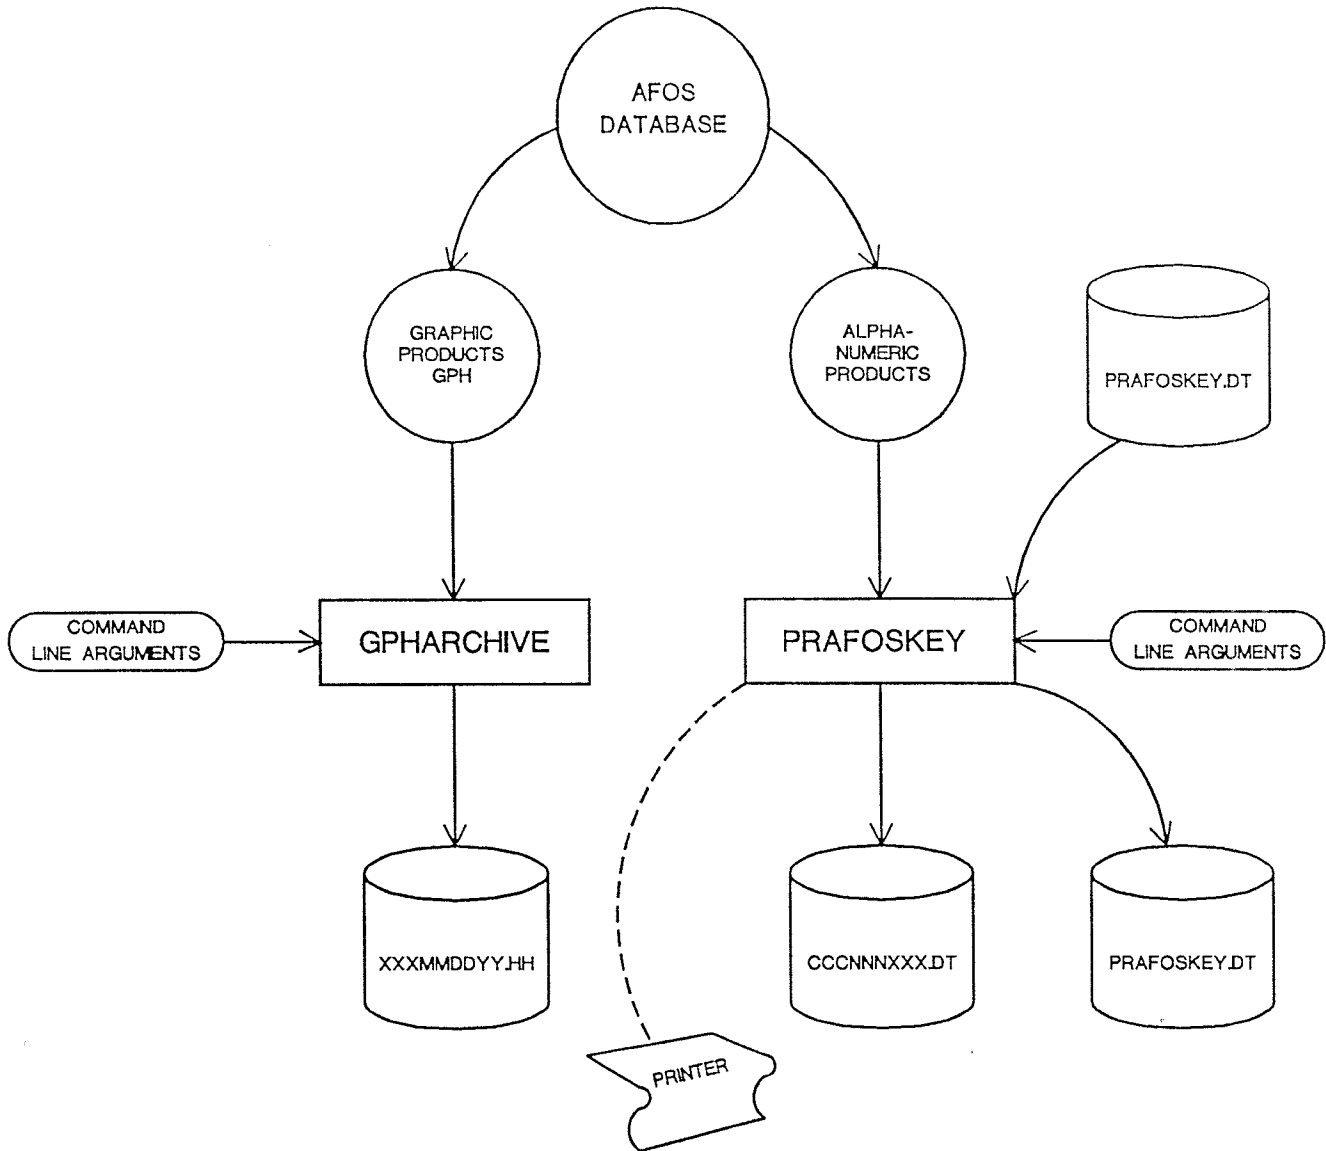 AFOS
DATABASE
GRAPHIC
PRODUCTS
GPH
ALPHA-
NUMERIC
PRODUCTS
PRAFOSKEY.DT
COMMAND
LINE ARGUMENTS
GPHARCHIVE
PRAFOSKEY
COMMAND
LINE ARGUMENTS
XXXMMDDYY.HH
CCCNNNXXX.DT
PRAFOSKEY.DT
PRINTER